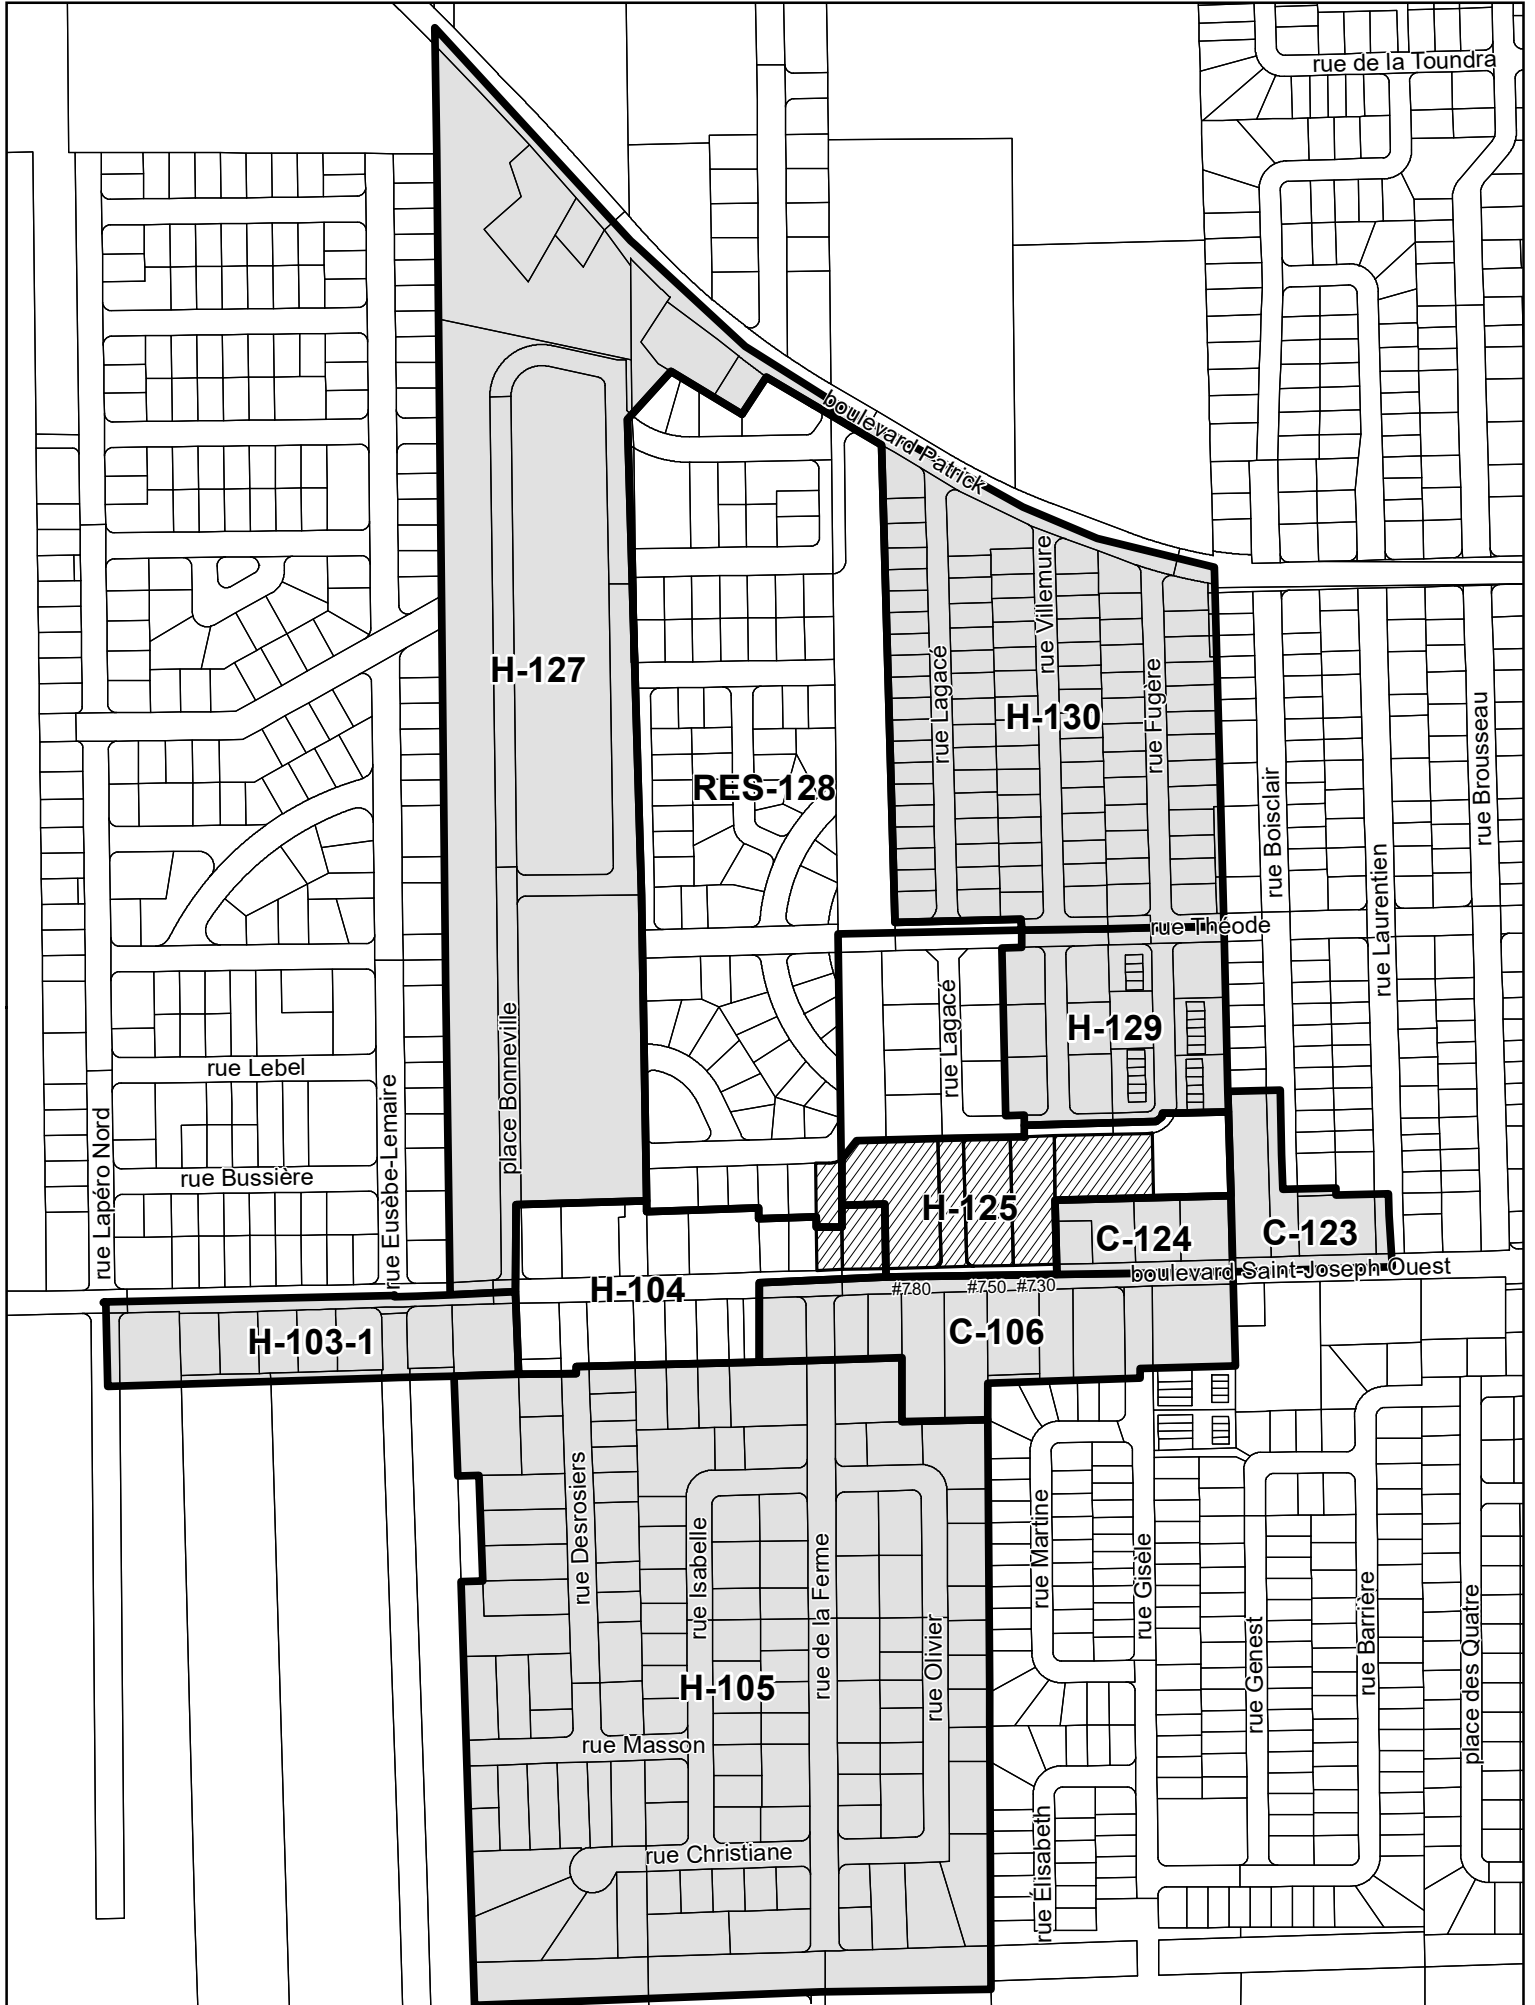 rue de la Toundra
boulevard Patrick
rue Villemure
rue Lagacé
H-127
rue Fugère
H-130
rue Brousseau
RES-128
rue Boisclair
rue Laurentien
rue Théode
rue Lagacé
H-129
place Bonneville
rue Lebel
rue Eusèbe-Lemaire
rue Lapéro Nord
rue Bussière
H-125
C-124
C-123
boulevard Saint-Joseph Ouest
H-104
#780
#750
#730
H-103-1
C-106
rue Desrosiers
rue Isabelle
rue de la Ferme
rue Martine
rue Gisèle
rue Olivier
rue Genest
rue Barrière
place des Quatre
H-105
rue Masson
rue Christiane
rue Élisabeth